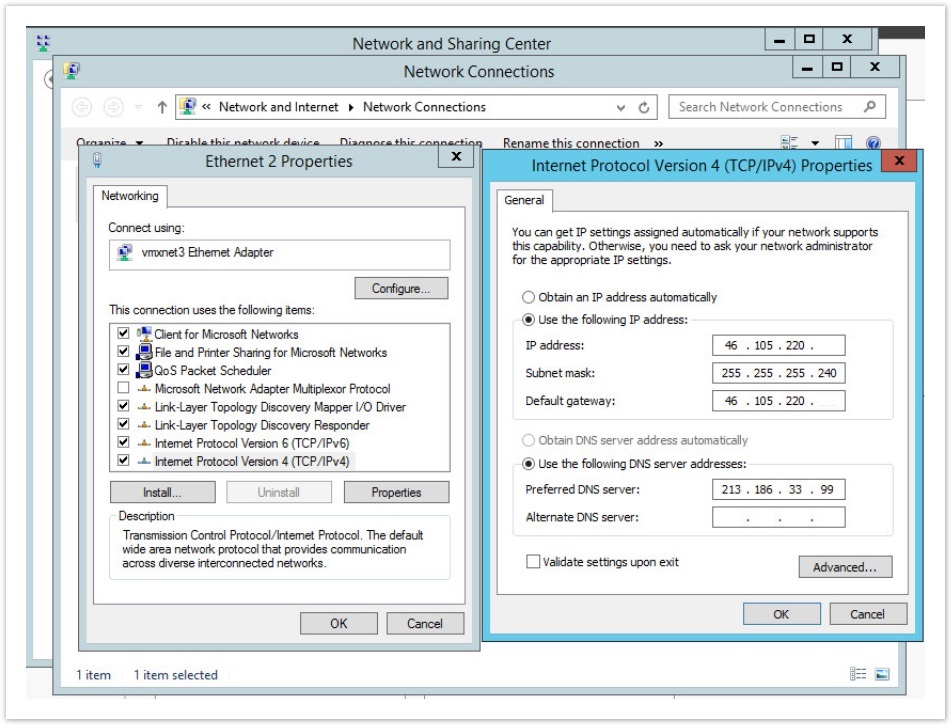 Network and Sharing Center
Network Connections
« Network and Internet ▸ Network Connections
Search Network Connections
Organize Disable this network device Diagnose this connection Rename this connection »
Ethernet 2 Properties
Networking
Connect using:
vmxnet3 Ethernet Adapter
Configure...
This connection uses the following items:
Client for Microsoft Networks
File and Printer Sharing for Microsoft Networks
QoS Packet Scheduler
Microsoft Network Adapter Multiplexor Protocol
Link-Layer Topology Discovery Mapper I/O Driver
Link-Layer Topology Discovery Responder
Internet Protocol Version 6 (TCP/IPv6)
Internet Protocol Version 4 (TCP/IPv4)
Install... Uninstall Properties
Description
Transmission Control Protocol/Internet Protocol. The default
wide area network protocol that provides communication
across diverse interconnected networks.
OK Cancel
Internet Protocol Version 4 (TCP/IPv4) Properties
General
You can get IP settings assigned automatically if your network supports
this capability. Otherwise, you need to ask your network administrator
for the appropriate IP settings.
Obtain an IP address automatically
Use the following IP address:
IP address: 46 . 105 . 220 .
Subnet mask: 255 . 255 . 255 . 240
Default gateway: 46 . 105 . 220 .
Obtain DNS server address automatically
Use the following DNS server addresses:
Preferred DNS server: 213 . 186 . 33 . 99
Alternate DNS server: . . .
Validate settings upon exit
Advanced...
OK Cancel
1 item 1 item selected